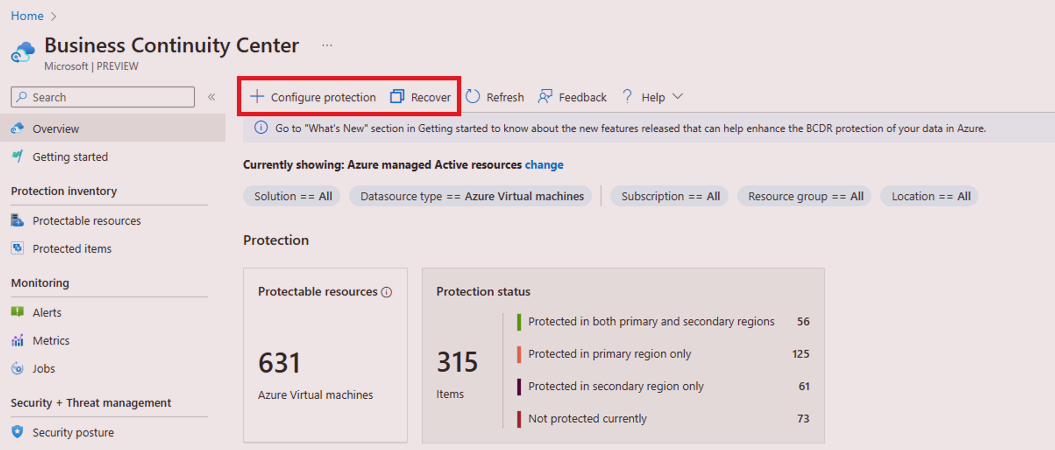 Home
Business Continuity Center ...
Microsoft | PREVIEW
Search
Configure protection Recover Refresh Feedback Help
Overview
Go to "What's New" section in Getting started to know about the new features released that can help enhance the BCDR protection of your data in Azure.
Getting started
Currently showing: Azure managed Active resources change
Protection inventory
Solution == All Datasource type == Azure Virtual machines Subscription == All Resource group == All Location == All
Protectable resources
Protected items
Protection
Monitoring
Alerts
Metrics
Jobs
Security + Threat management
Security posture
Protectable resources
631
Azure Virtual machines
Protection status
315
Items
Protected in both primary and secondary regions 56
Protected in primary region only 125
Protected in secondary region only 61
Not protected currently 73